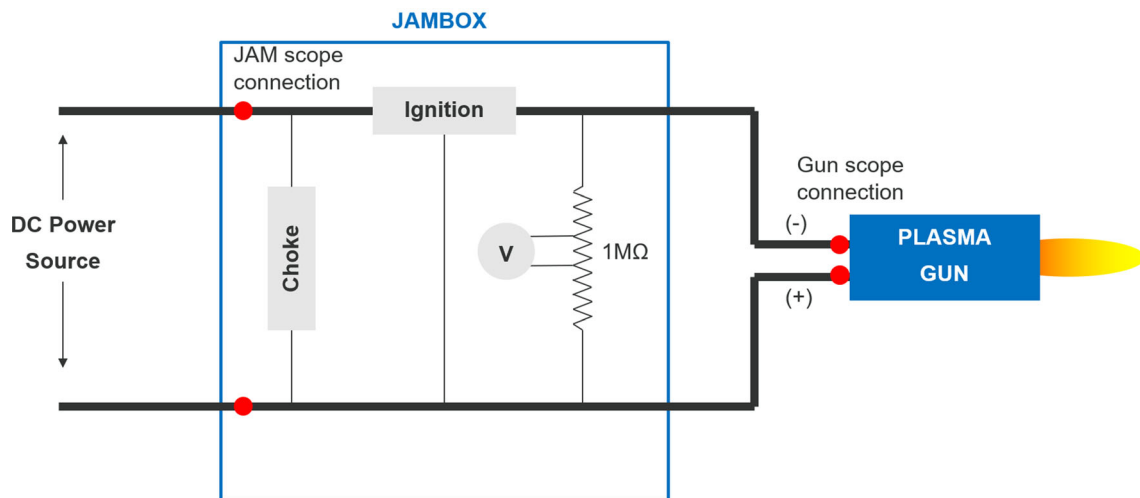 JAMBOX
JAM scope
connection
Ignition
Gun scope
connection
(-)
DC Power
Source
Choke
V
1MΩ
PLASMA
GUN
(+)